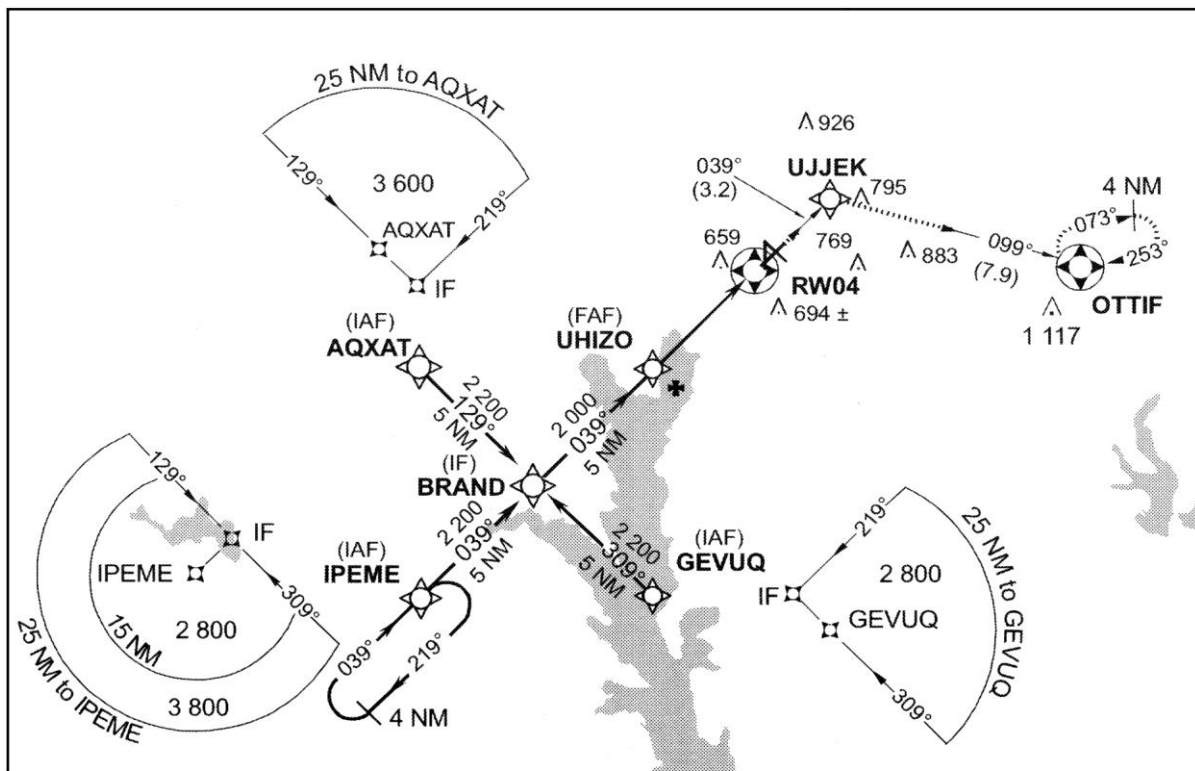 25 NM to AQXAT
129°
3 600
219°
AQXAT
IF
926
039°
(3.2)
UJJEK
795
4 NM
073°
253°
659
769
883
099°
(7.9)
RW04
694 ±
OTTIF
1 117
(IAF)
AQXAT
2 200
129°
5 NM
(FAF)
UHIZO
2 000
039°
5 NM
(IF)
BRAND
129°
IF
IPEME
309°
2 800
15 NM
3 800
25 NM to IPEME
(IAF)
IPEME
2 200
039°
5 NM
039°
219°
4 NM
2 200
309°
5 NM
(IAF)
GEVUQ
219°
IF
2 800
GEVUQ
309°
25 NM to GEVUQ